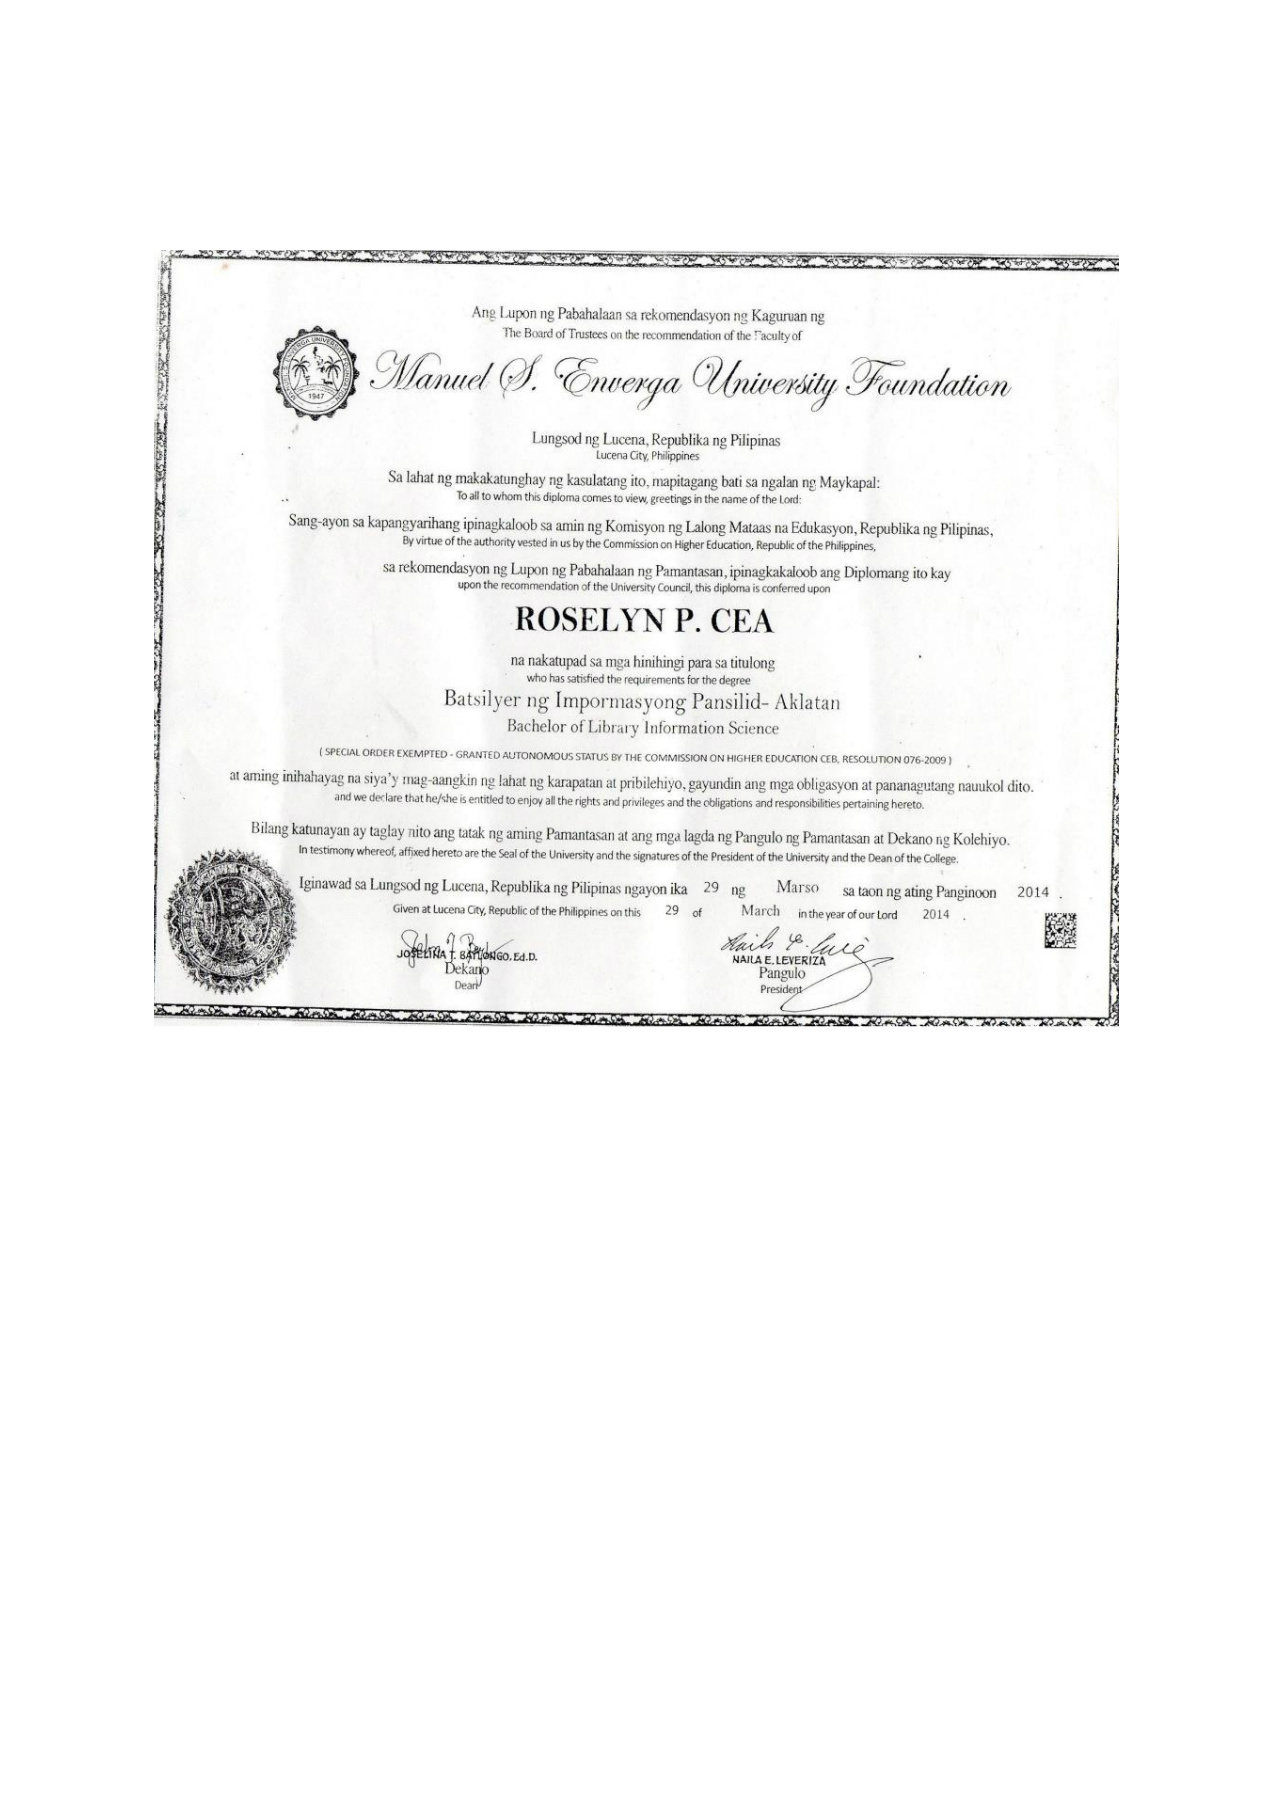 Ang Lupon ng Pabahalaan sa rekomendasyon ng Kaguruan ng
The Board of Trustees on the recommendation of the Faculty of
Manuel S. Enverga University Foundation
1947
Lungsod ng Lucena, Republika ng Pilipinas
Lucena City, Philippines
Sa lahat ng makakatunghay ng kasulatang ito, mapitagang bati sa ngalan ng Maykapal:
To all to whom this diploma comes to view, greetings in the name of the Lord:
Sang-ayon sa kapangyarihang ipinagkaloob sa amin ng Komisyon ng Lalong Mataas na Edukasyon, Republika ng Pilipinas,
By virtue of the authority vested in us by the Commission on Higher Education, Republic of the Philippines,
sa rekomendasyon ng Lupon ng Pabahalaan ng Pamantasan, ipinagkakaloob ang Diplomang ito kay
upon the recommendation of the University Council, this diploma is conferred upon
ROSELYN P. CEA
na nakatupad sa mga hinihingi para sa titulong
who has satisfied the requirements for the degree
Batsilyer ng Impormasyong Pansilid- Aklatan
Bachelor of Library Information Science
( SPECIAL ORDER EXEMPTED - GRANTED AUTONOMOUS STATUS BY THE COMMISSION ON HIGHER EDUCATION CEB, RESOLUTION 076-2009 )
at aming inihahayag na siya'y mag-aangkin ng lahat ng karapatan at pribilehiyo, gayundin ang mga obligasyon at pananagutang nauukol dito.
and we declare that he/she is entitled to enjoy all the rights and privileges and the obligations and responsibilities pertaining hereto.
Bilang katunayan ay taglay nito ang tatak ng aming Pamantasan at ang mga lagda ng Pangulo ng Pamantasan at Dekano ng Kolehiyo.
In testimony whereof, affixed hereto are the Seal of the University and the signatures of the President of the University and the Dean of the College.
Iginawad sa Lungsod ng Lucena, Republika ng Pilipinas ngayon ika 29 ng Marso sa taon ng ating Panginoon 2014 .
Given at Lucena City, Republic of the Philippines on this 29 of March in the year of our Lord 2014 .
JOSELINA T. BAYLONGO. Ed.D.
Dekano
Dean
NAILA E. LEVERIZA
Pangulo
President